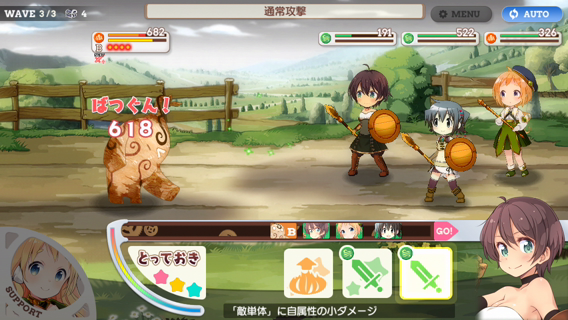 WAVE 3/3 4
通常攻撃
MENU
AUTO
682
191
592
326
ばつぐん!
618
B
GO!
とっておき
SUPPORT
「敵単体」に自属性の小ダメージ